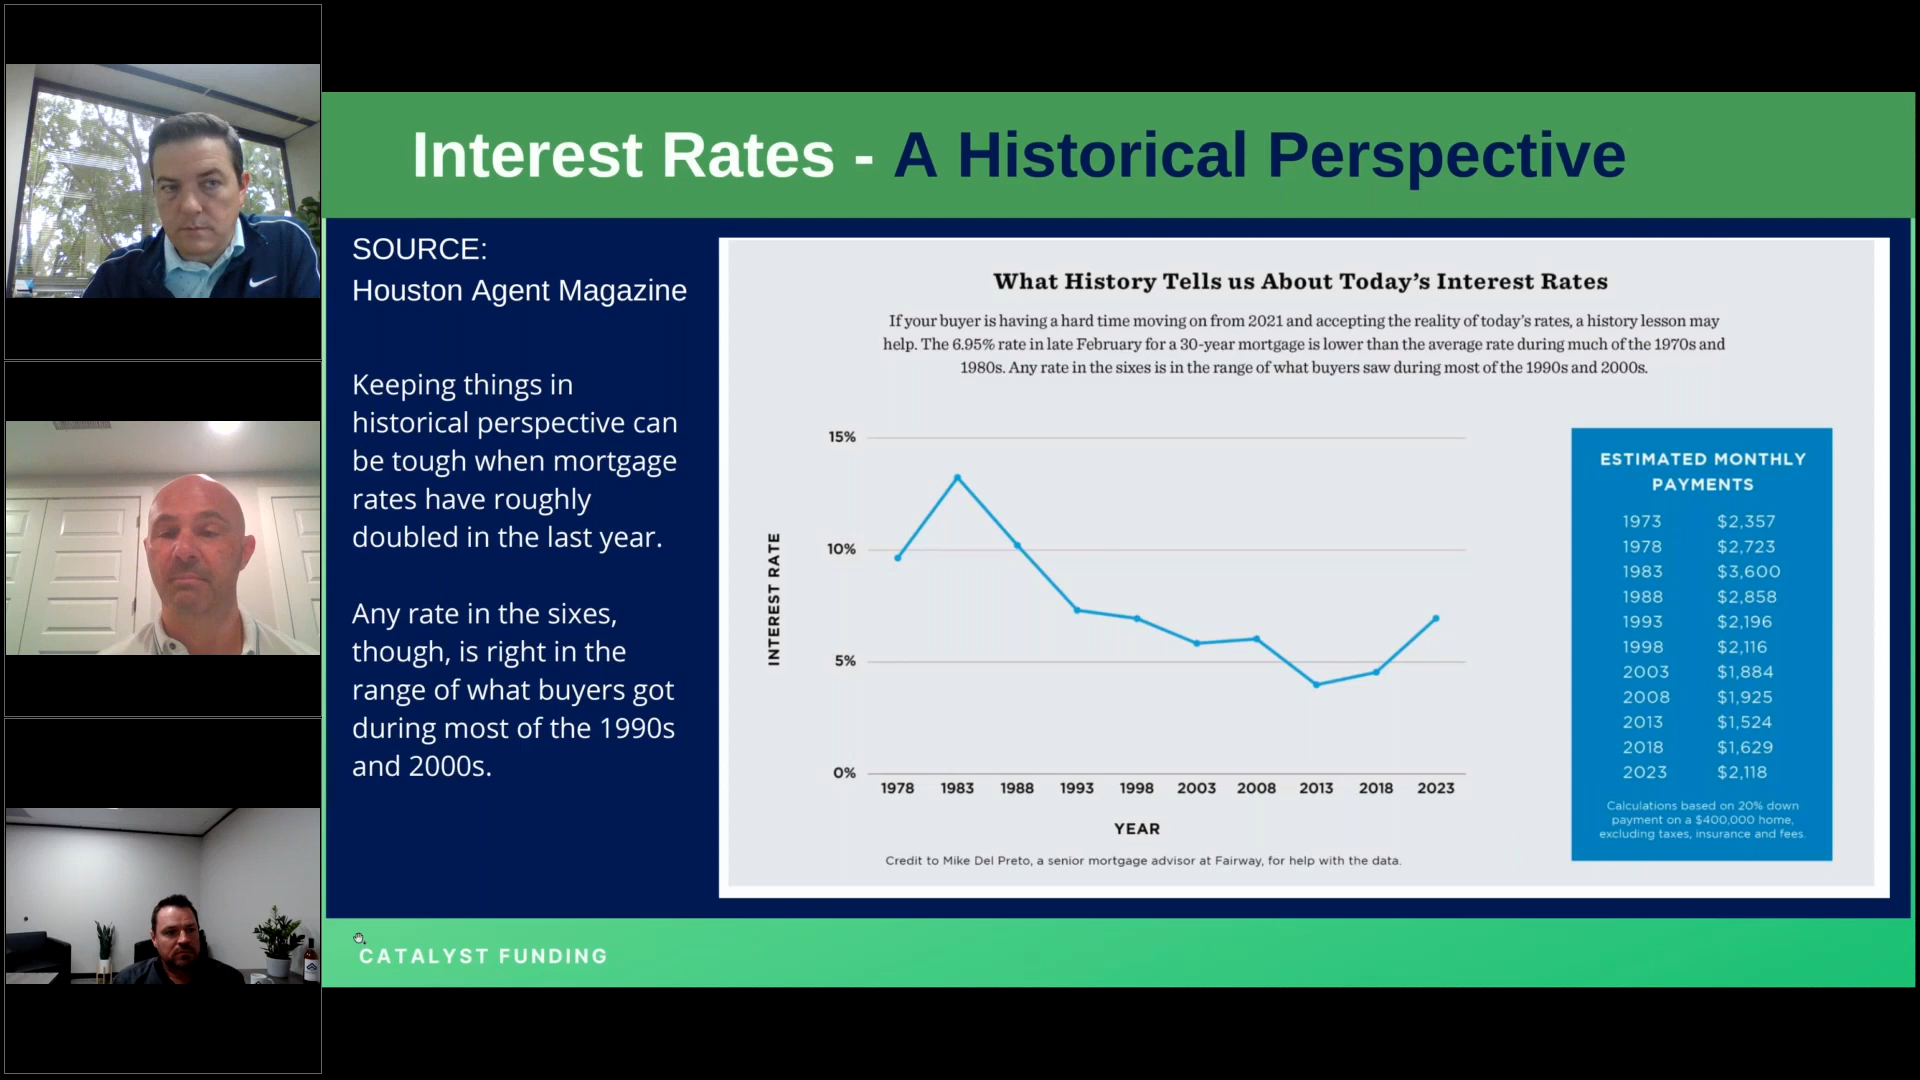 Interest Rates - A Historical Perspective
SOURCE:
Houston Agent Magazine
Keeping things in
historical perspective can
be tough when mortgage
rates have roughly
doubled in the last year.
Any rate in the sixes,
though, is right in the
range of what buyers got
during most of the 1990s
and 2000s.
What History Tells us About Today's Interest Rates
If your buyer is having a hard time moving on from 2021 and accepting the reality of today's rates, a history lesson may
help. The 6.95% rate in late February for a 30-year mortgage is lower than the average rate during much of the 1970s and
1980s. Any rate in the sixes is in the range of what buyers saw during most of the 1990s and 2000s.
INTEREST RATE
15%
10%
5%
0%
1978 1983 1988 1993 1998 2003 2008 2013 2018 2023
YEAR
Credit to Mike Del Preto, a senior mortgage advisor at Fairway, for help with the data.
ESTIMATED MONTHLY
PAYMENTS
1973 $2,357
1978 $2,723
1983 $3,600
1988 $2,858
1993 $2,196
1998 $2,116
2003 $1,884
2008 $1,925
2013 $1,524
2018 $1,629
2023 $2,118
Calculations based on 20% down
payment on a $400,000 home,
excluding taxes, insurance and fees.
CATALYST FUNDING